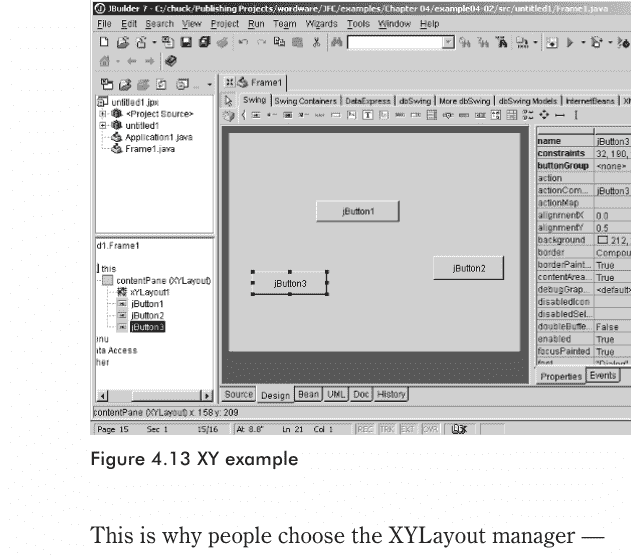 JBuilder 7 - C:/chuck/Publishing Projects/wordware/JFC/examples/Chapter 04/example04-02/src/untitled1/Frame1.java
File Edit Search View Project Run Team Wizards Tools Window Help
Frame1
untitled1.jpx
<Project Source>
untitled1
Application1.java
Frame1.java
Swing Swing Containers DataExpress dbSwing More dbSwing dbSwing Models InternetBeans
jButton1
jButton2
jButton3
name jButton3
constraints 32, 180,
buttonGroup <none>
action
actionCom... jButton3
actionMap
alignmentX 0.0
alignmentY 0.5
background 212,
border Compou
borderPaint... True
contentArea... True
debugGrap... <default>
disabledIcon
disabledSel...
doubleBuffe... False
enabled True
focusPainted True
font "Dialog"
Properties Events
d1.Frame1
this
contentPane (XYLayout)
xYLayout1
jButton1
jButton2
jButton3
enu
ata Access
her
Source Design Bean UML Doc History
contentPane (XYLayout) x: 158 y: 209
Page 15 Sec 1 15/16 At 8.8" Ln 21 Col 1 REC TRK EXT OVR
Figure 4.13 XY example
This is why people choose the XYLayout manager —